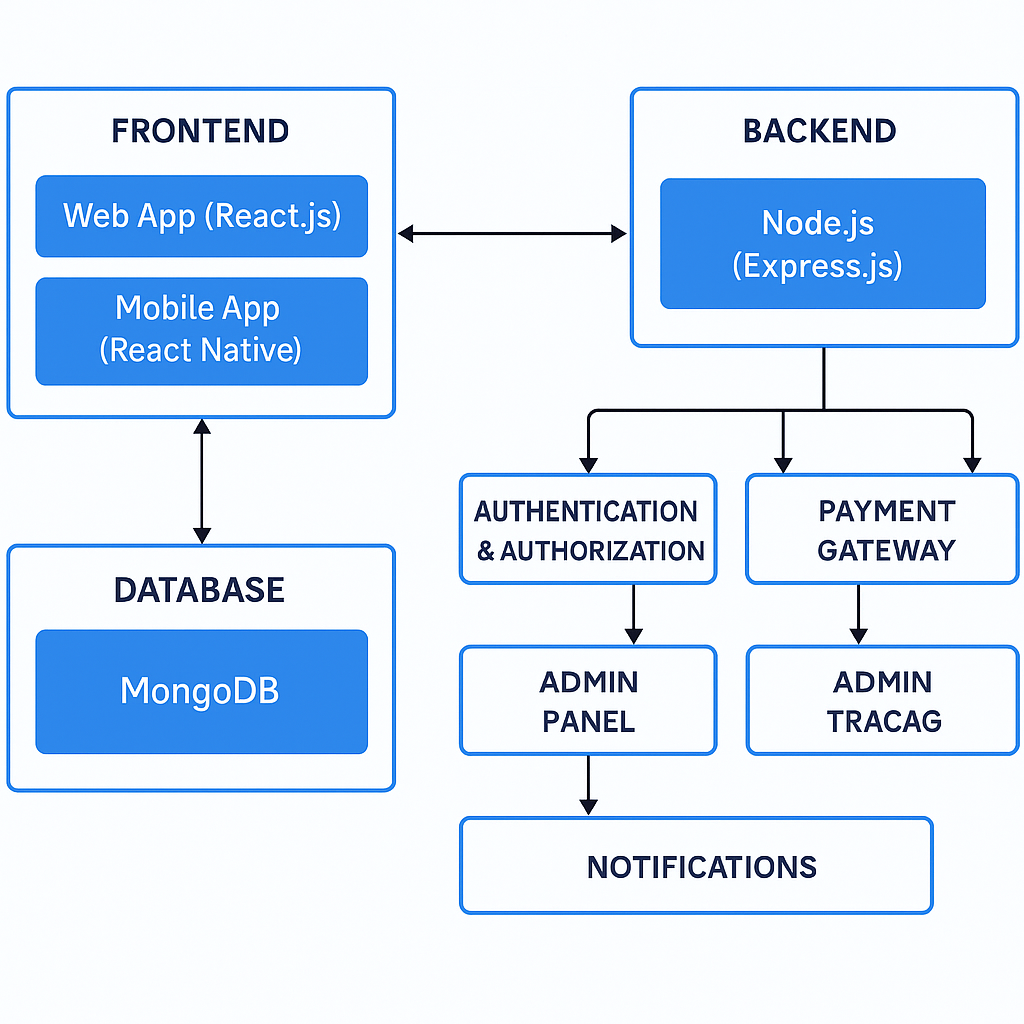 FRONTEND
Web App (React.js)
Mobile App
(React Native)
BACKEND
Node.js
(Express.js)
DATABASE
MongoDB
AUTHENTICATION
& AUTHORIZATION
PAYMENT
GATEWAY
ADMIN
PANEL
ADMIN
TRACAG
NOTIFICATIONS